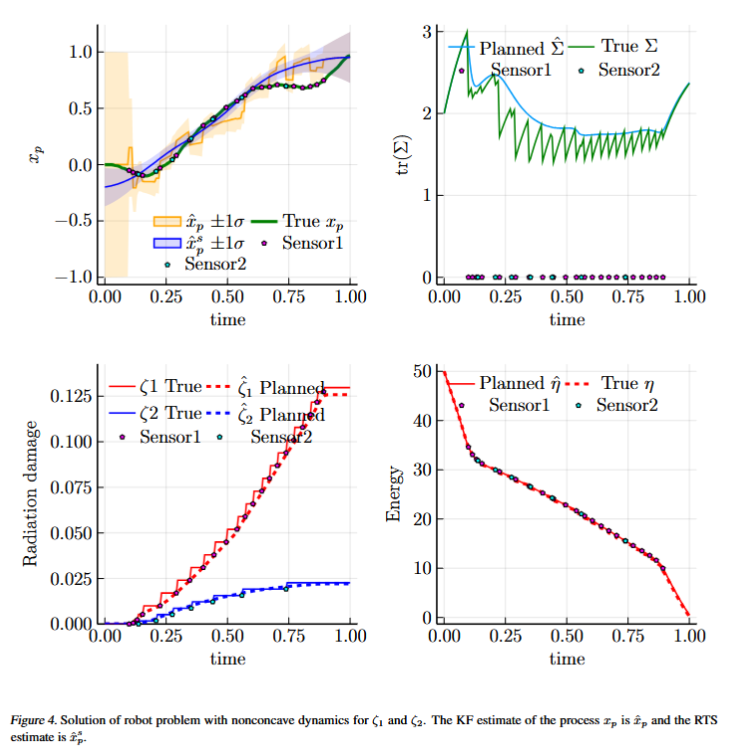 1.0
0.5
0.0
−0.5
−1.0
x_p
x̂_p ±1σ
True x_p
x̂_p^s ±1σ
Sensor1
Sensor2
0.00 0.25 0.50 0.75 1.00
time
3
2
1
0
tr(Σ)
Planned Σ̂
True Σ
Sensor1
Sensor2
0.00 0.25 0.50 0.75 1.00
time
0.125
0.100
0.075
0.050
0.025
0.000
Radiation damage
ζ1 True
ζ̂_1 Planned
ζ2 True
ζ̂_2 Planned
Sensor1
Sensor2
0.00 0.25 0.50 0.75 1.00
time
50
40
30
20
10
0
Energy
Planned η̂
True η
Sensor1
Sensor2
0.00 0.25 0.50 0.75 1.00
time
Figure 4. Solution of robot problem with nonconcave dynamics for ζ_1 and ζ_2. The KF estimate of the process x_p is x̂_p and the RTS
estimate is x̂_p^s.